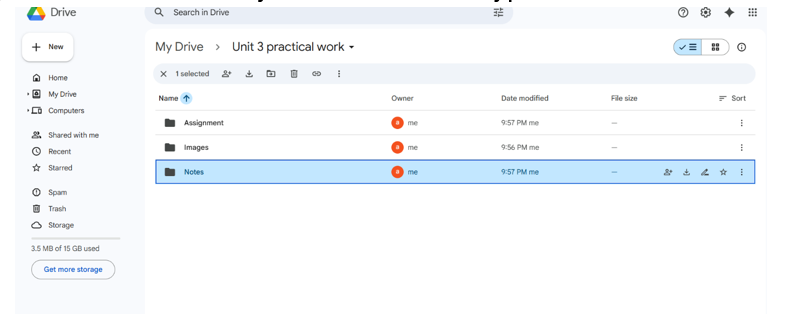 Drive
Search in Drive
New
My Drive > Unit 3 practical work
1 selected
Home
My Drive
Computers
Shared with me
Recent
Starred
Spam
Trash
Storage
3.5 MB of 15 GB used
Get more storage
Name Owner Date modified File size Sort
Assignment a me 9:57 PM me —
Images a me 9:56 PM me —
Notes a me 9:57 PM me —